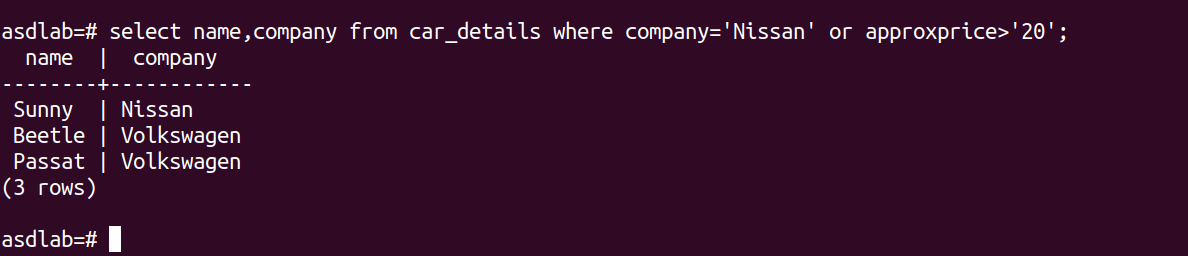 asdlab=# select name,company from car_details where company='Nissan' or approxprice>'20';
  name  |  company
--------+------------
 Sunny  | Nissan
 Beetle | Volkswagen
 Passat | Volkswagen
(3 rows)
asdlab=#